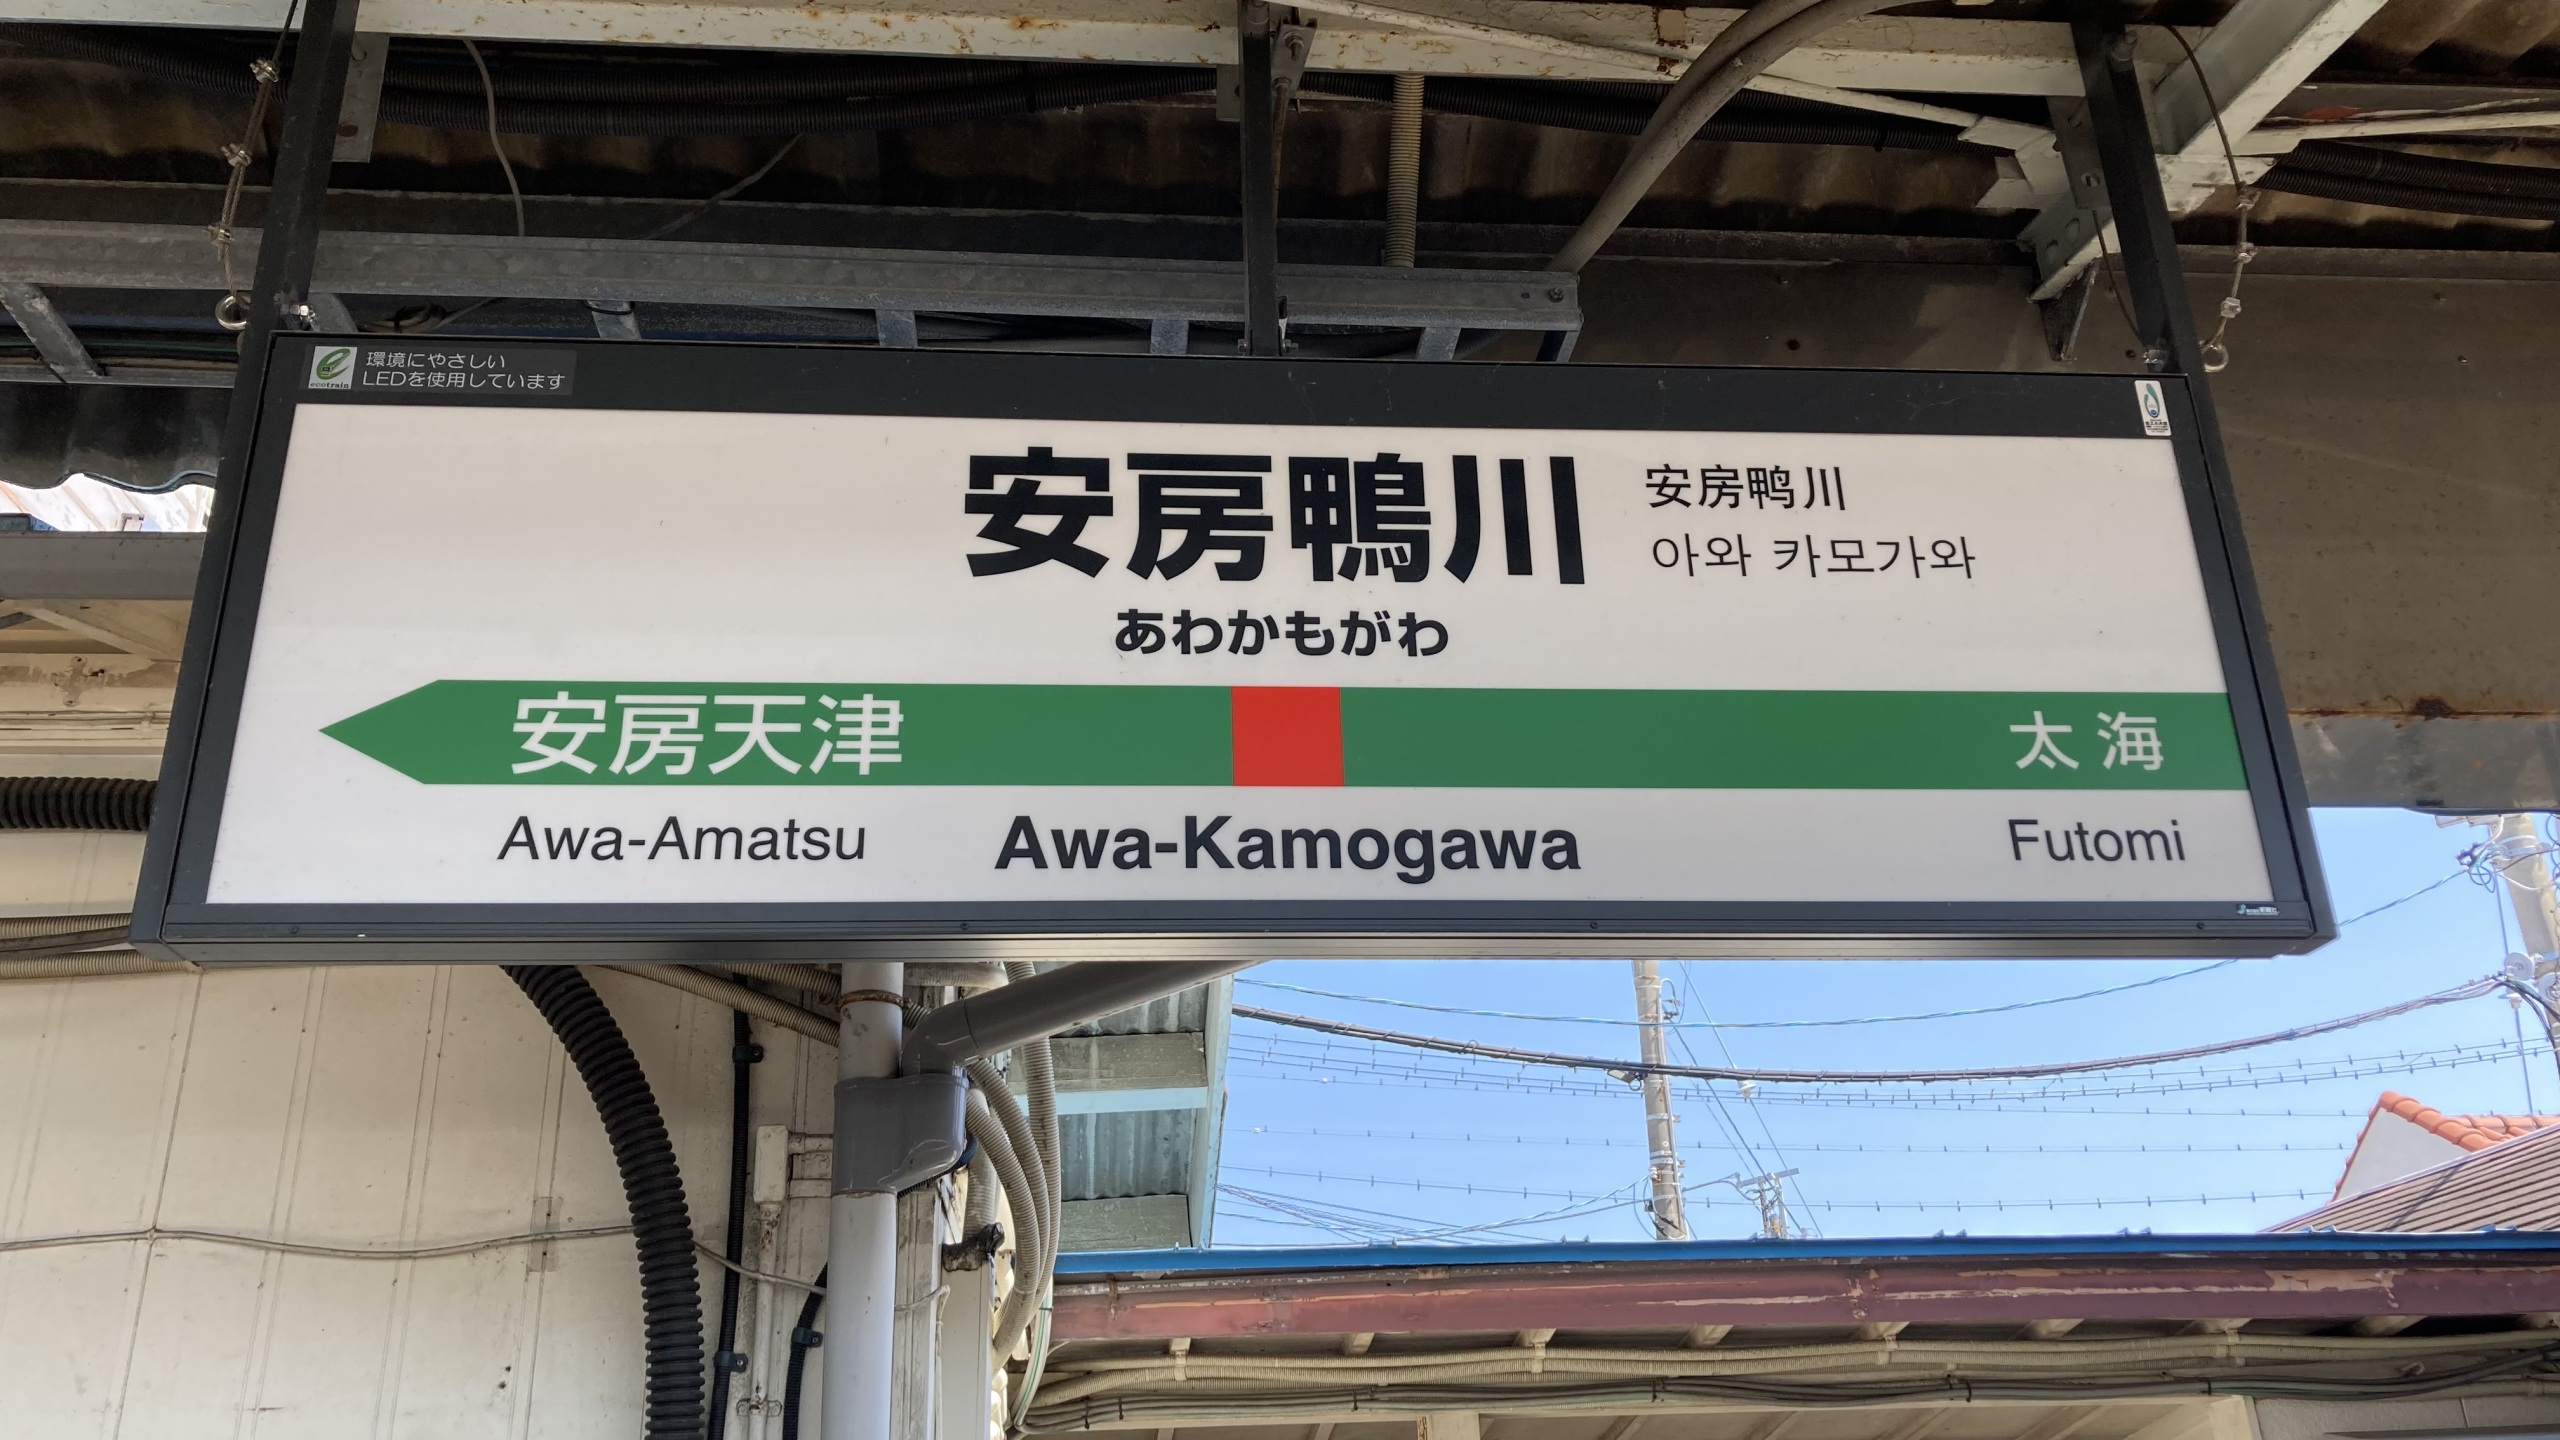 ecotrain
環境にやさしい
LEDを使用しています
安房鴨川
安房鸭川
아와 카모가와
あわかもがわ
安房天津
太海
Awa-Amatsu
Awa-Kamogawa
Futomi